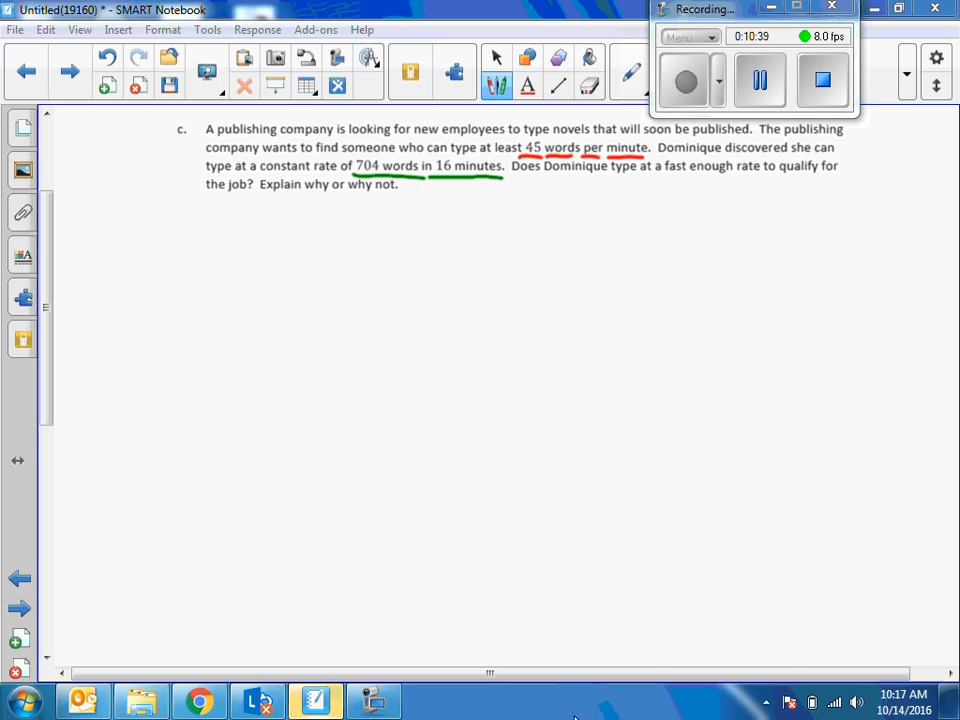 Untitled(19160) * - SMART Notebook
Recording...
File Edit View Insert Format Tools Response Add-ons Help
Menu 0:10:39 8.0 fps
c. A publishing company is looking for new employees to type novels that will soon be published. The publishing
company wants to find someone who can type at least 45 words per minute. Dominique discovered she can
type at a constant rate of 704 words in 16 minutes. Does Dominique type at a fast enough rate to qualify for
the job? Explain why or why not.
10:17 AM
10/14/2016